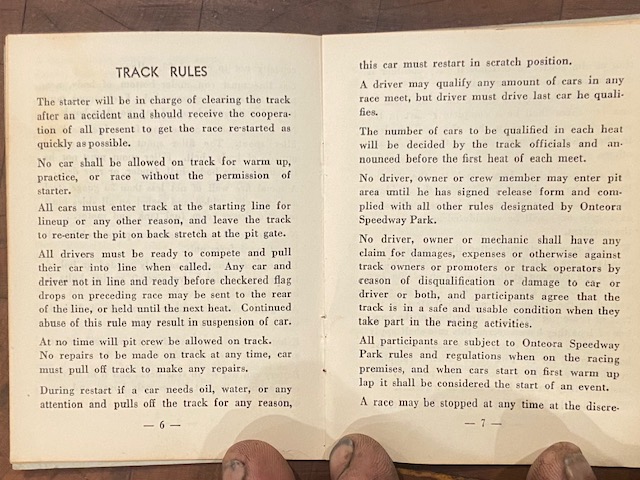 TRACK RULES
The starter will be in charge of clearing the track
after an accident and should receive the coopera-
tion of all present to get the race re-started as
quickly as possible.
No car shall be allowed on track for warm up,
practice, or race without the permission of
starter.
All cars must enter track at the starting line for
lineup or any other reason, and leave the track
to re-enter the pit on back stretch at the pit gate.
All drivers must be ready to compete and pull
their car into line when called. Any car and
driver not in line and ready before checkered flag
drops on preceding race may be sent to the rear
of the line, or held until the next heat. Continued
abuse of this rule may result in suspension of car.
At no time will pit crew be allowed on track.
No repairs to be made on track at any time, car
must pull off track to make any repairs.
During restart if a car needs oil, water, or any
attention and pulls off the track for any reason,
— 6 —
this car must restart in scratch position.
A driver may qualify any amount of cars in any
race meet, but driver must drive last car he quali-
fies.
The number of cars to be qualified in each heat
will be decided by the track officials and an-
nounced before the first heat of each meet.
No driver, owner or crew member may enter pit
area until he has signed release form and com-
plied with all other rules designated by Onteora
Speedway Park.
No driver, owner or mechanic shall have any
claim for damages, expenses or otherwise against
track owners or promoters or track operators by
reason of disqualification or damage to car or
driver or both, and participants agree that the
track is in a safe and usable condition when they
take part in the racing activities.
All participants are subject to Onteora Speedway
Park rules and regulations when on the racing
premises, and when cars start on first warm up
lap it shall be considered the start of an event.
A race may be stopped at any time at the discre-
— 7 —